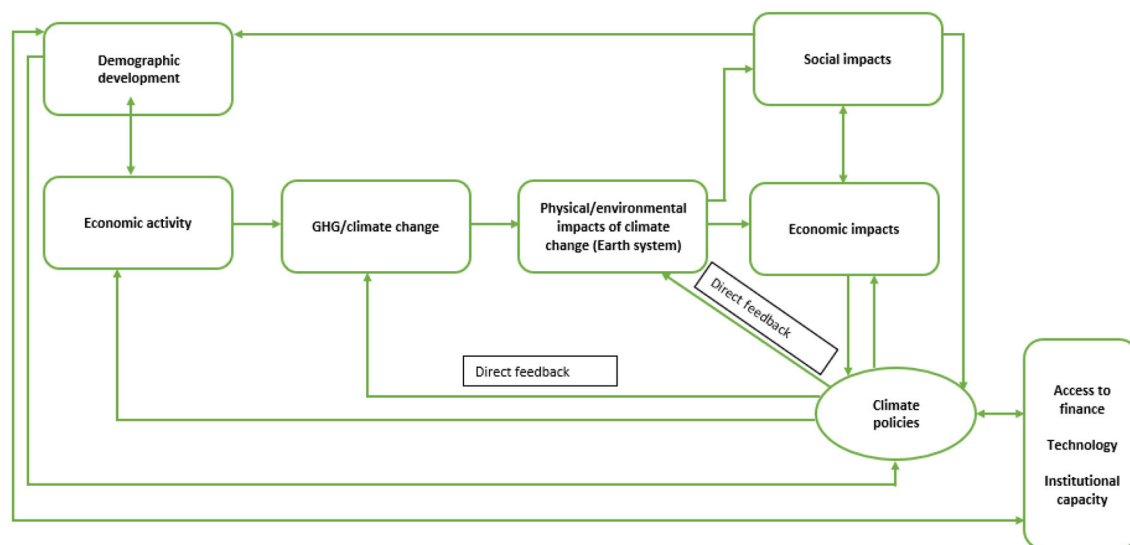 Demographic
development
Social impacts
Economic activity
GHG/climate change
Physical/environmental
impacts of climate
change (Earth system)
Economic impacts
Direct feedback
Direct feedback
Climate
policies
Access to
finance
Technology
Institutional
capacity